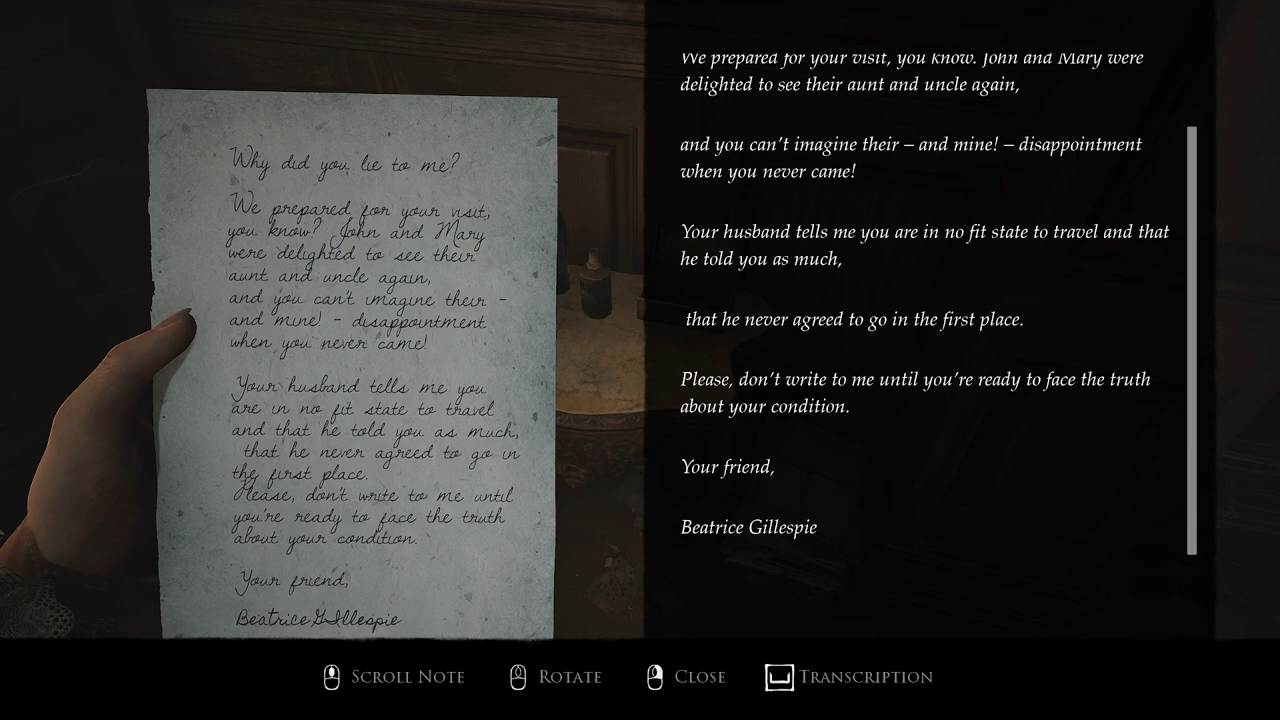 Why did you lie to me?
We prepared for your visit,
you know? John and Mary
were delighted to see their
aunt and uncle again,
and you can't imagine their –
and mine! – disappointment
when you never came!
Your husband tells me you
are in no fit state to travel
and that he told you as much,
that he never agreed to go in
the first place.
Please, don't write to me until
you're ready to face the truth
about your condition.
Your friend,
Beatrice Gillespie
We prepared for your visit, you know. John and Mary were
delighted to see their aunt and uncle again,
and you can't imagine their – and mine! – disappointment
when you never came!
Your husband tells me you are in no fit state to travel and that
he told you as much,
that he never agreed to go in the first place.
Please, don't write to me until you're ready to face the truth
about your condition.
Your friend,
Beatrice Gillespie
Scroll Note Rotate Close Transcription